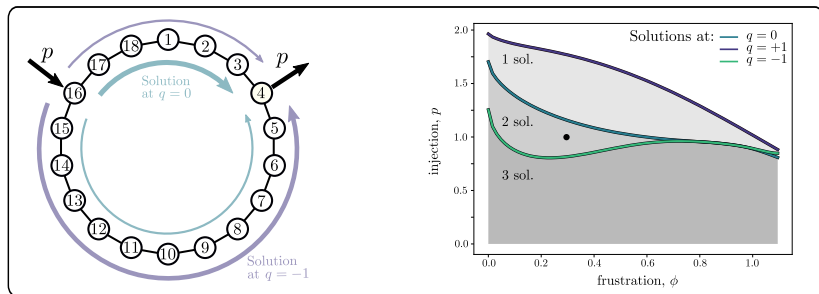 p
p
1
2
3
4
5
6
7
8
9
10
11
12
13
14
15
16
17
18
Solution
at q = 0
Solution
at q = −1
injection, p
2.0
1.5
1.0
0.5
0.0
Solutions at:
q = 0
q = +1
q = −1
1 sol.
2 sol.
3 sol.
0.0 0.2 0.4 0.6 0.8 1.0
frustration, ϕ